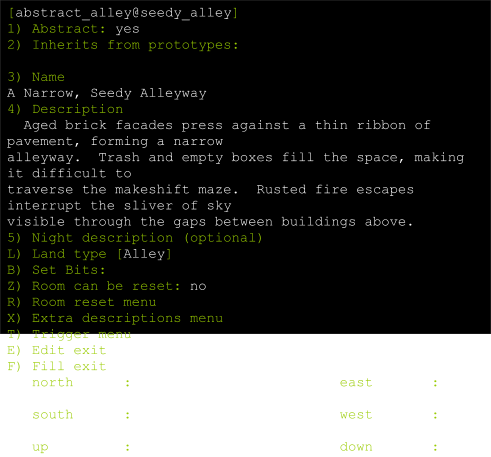 [abstract_alley@seedy_alley]
1) Abstract: yes
2) Inherits from prototypes:
3) Name
A Narrow, Seedy Alleyway
4) Description
Aged brick facades press against a thin ribbon of
pavement, forming a narrow
alleyway. Trash and empty boxes fill the space, making
it difficult to
traverse the makeshift maze. Rusted fire escapes
interrupt the sliver of sky
visible through the gaps between buildings above.
5) Night description (optional)
L) Land type [Alley]
B) Set Bits:
Z) Room can be reset: no
R) Room reset menu
X) Extra descriptions menu
T) Trigger menu
E) Edit exit
F) Fill exit
north : east :
south : west :
up : down :